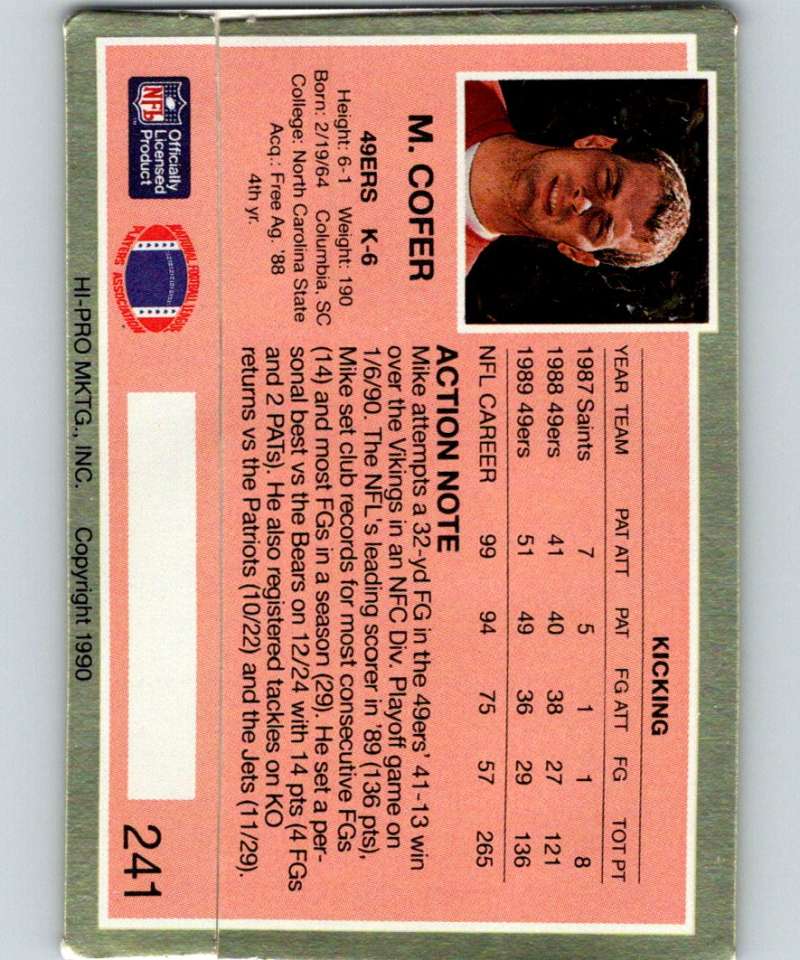 KICKING
YEAR TEAM PAT ATT PAT FG ATT FG TOT PT
1987 Saints 7 5 1 1 8
1988 49ers 41 40 38 27 121
1989 49ers 51 49 36 29 136
NFL CAREER 99 94 75 57 265
M. COFER
49ERS K-6
Height: 6-1 Weight: 190
Born: 2/19/64 Columbia, SC
College: North Carolina State
Acq.: Free Ag. '88
4th yr.
ACTION NOTE
Mike attempts a 32-yd FG in the 49ers' 41-13 win
over the Vikings in an NFC Div. Playoff game on
1/6/90. The NFL's leading scorer in '89 (136 pts),
Mike set club records for most consecutive FGs
(14) and most FGs in a season (29). He set a per-
sonal best vs the Bears on 12/24 with 14 pts (4 FGs
and 2 PATs). He also registered tackles on KO
returns vs the Patriots (10/22) and the Jets (11/29).
NFL
Officially
Licensed
Product
NATIONAL FOOTBALL LEAGUE
PLAYERS ASSOCIATION
241
HI-PRO MKTG., INC. Copyright 1990